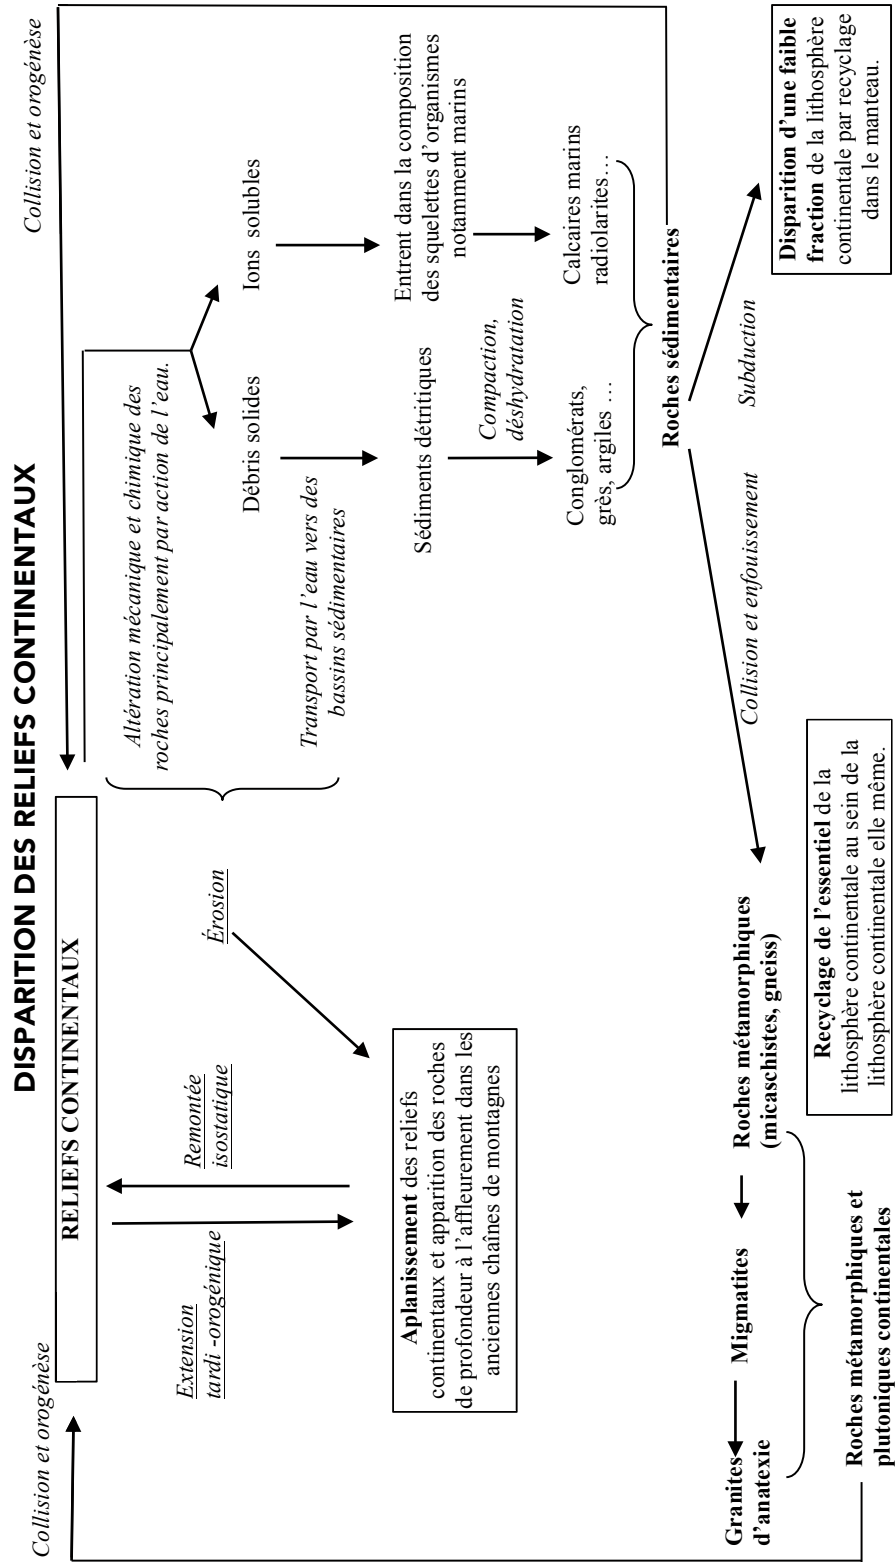 DISPARITION DES RELIEFS CONTINENTAUX
Collision et orogénèse
Collision et orogénèse
RELIEFS CONTINENTAUX
Altération mécanique et chimique des
roches principalement par action de l’eau.
Extension
tardi -orogénique
Remontée
isostatique
Érosion
Débris solides
Ions solubles
Transport par l’eau vers des
bassins sédimentaires
Aplanissement des reliefs
continentaux et apparition des roches
de profondeur à l’affleurement dans les
anciennes chaînes de montagnes
Sédiments détritiques
Entrent dans la composition
des squelettes d’organismes
notamment marins
Compaction,
déshydratation
Conglomérats,
grès, argiles …
Calcaires marins
radiolarites…
Roches sédimentaires
Collision et enfouissement
Subduction
Granites
d’anatexie
Migmatites
Roches métamorphiques
(micaschistes, gneiss)
Recyclage de l’essentiel de la
lithosphère continentale au sein de la
lithosphère continentale elle même.
Disparition d’une faible
fraction de la lithosphère
continentale par recyclage
dans le manteau.
Roches métamorphiques et
plutoniques continentales